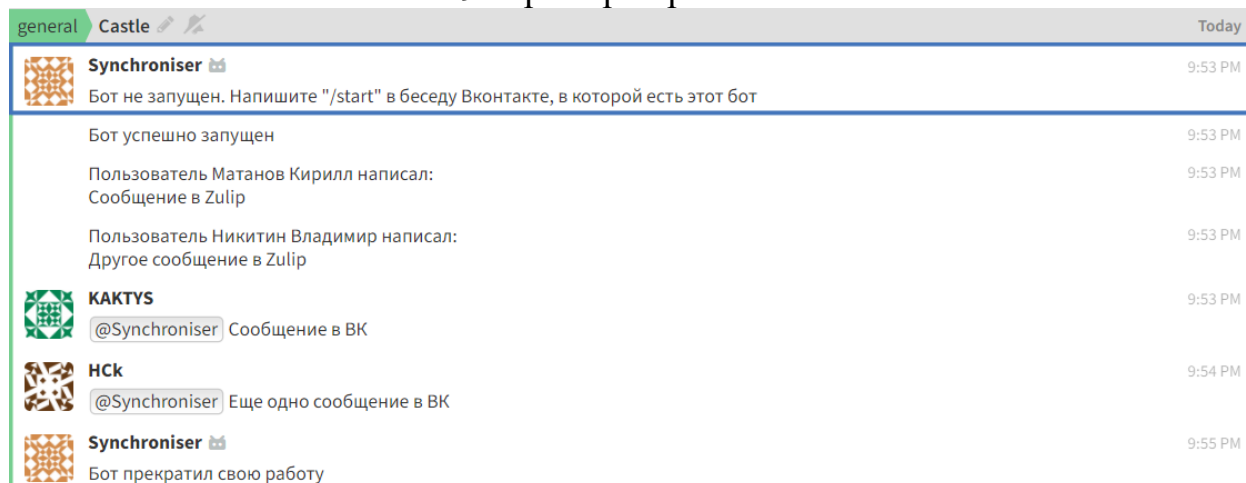 general Castle Today
Synchroniser 9:53 PM
Бот не запущен. Напишите "/start" в беседу Вконтакте, в которой есть этот бот
Бот успешно запущен 9:53 PM
Пользователь Матанов Кирилл написал: 9:53 PM
Сообщение в Zulip
Пользователь Никитин Владимир написал: 9:53 PM
Другое сообщение в Zulip
KAKTYS 9:53 PM
@Synchroniser Сообщение в ВК
HCk 9:54 PM
@Synchroniser Еще одно сообщение в ВК
Synchroniser 9:55 PM
Бот прекратил свою работу